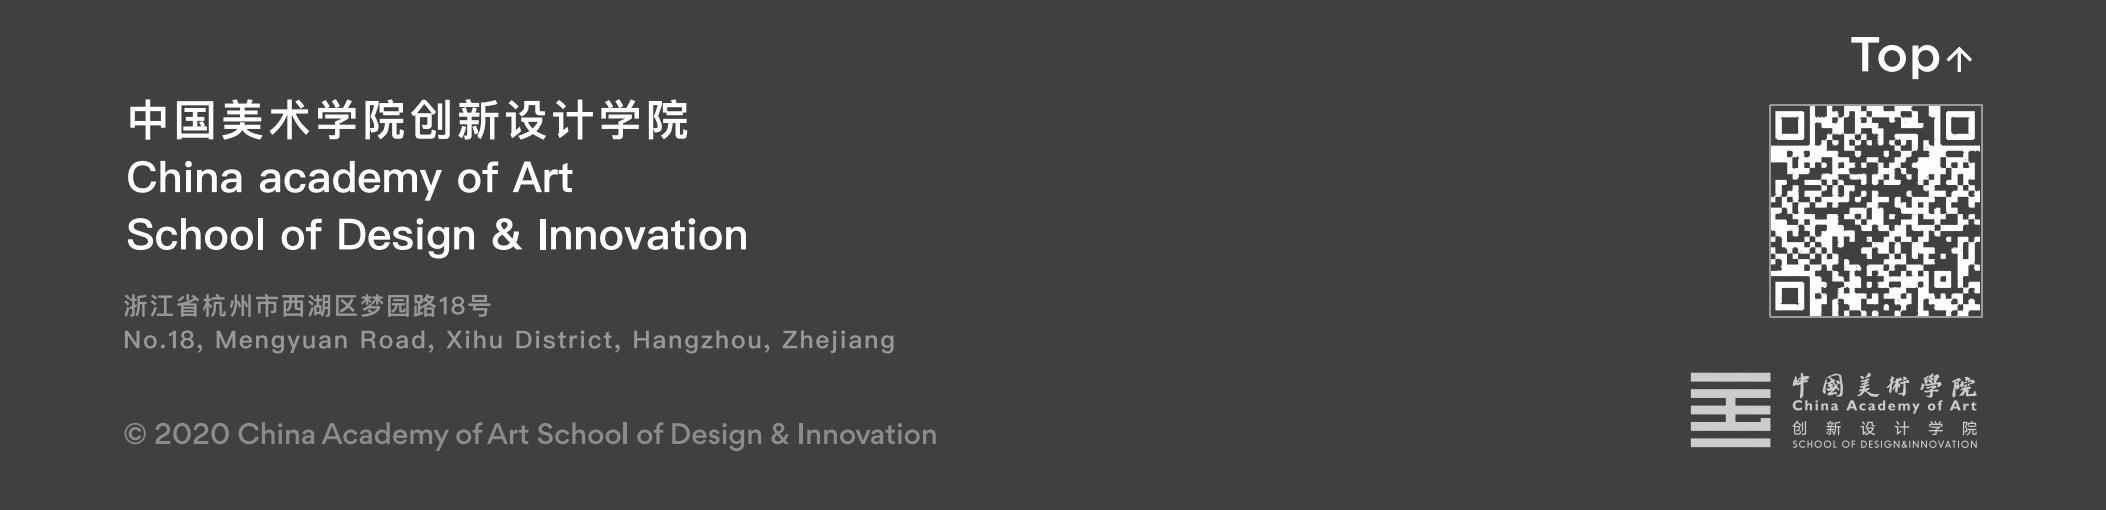 Top↑
中国美术学院创新设计学院
China academy of Art
School of Design & Innovation
浙江省杭州市西湖区梦园路18号
No.18, Mengyuan Road, Xihu District, Hangzhou, Zhejiang
© 2020 China Academy of Art School of Design & Innovation
中國美術學院
China Academy of Art
创新设计学院
SCHOOL OF DESIGN&INNOVATION